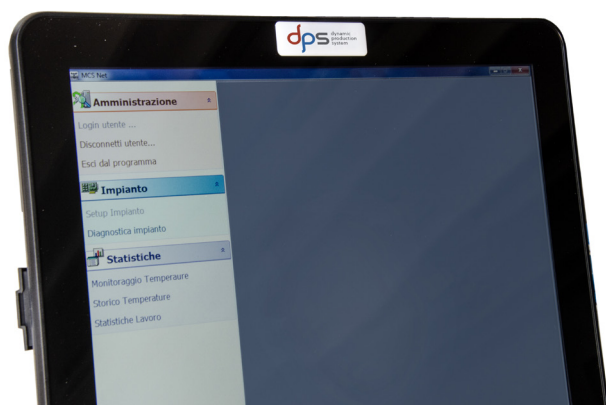 dps dynamic
production
system
MCS Net
Amministrazione
Login utente ...
Disconnetti utente...
Esci dal programma
Impianto
Setup Impianto
Diagnostica impianto
Statistiche
Monitoraggio Temperaure
Storico Temperature
Statistiche Lavoro